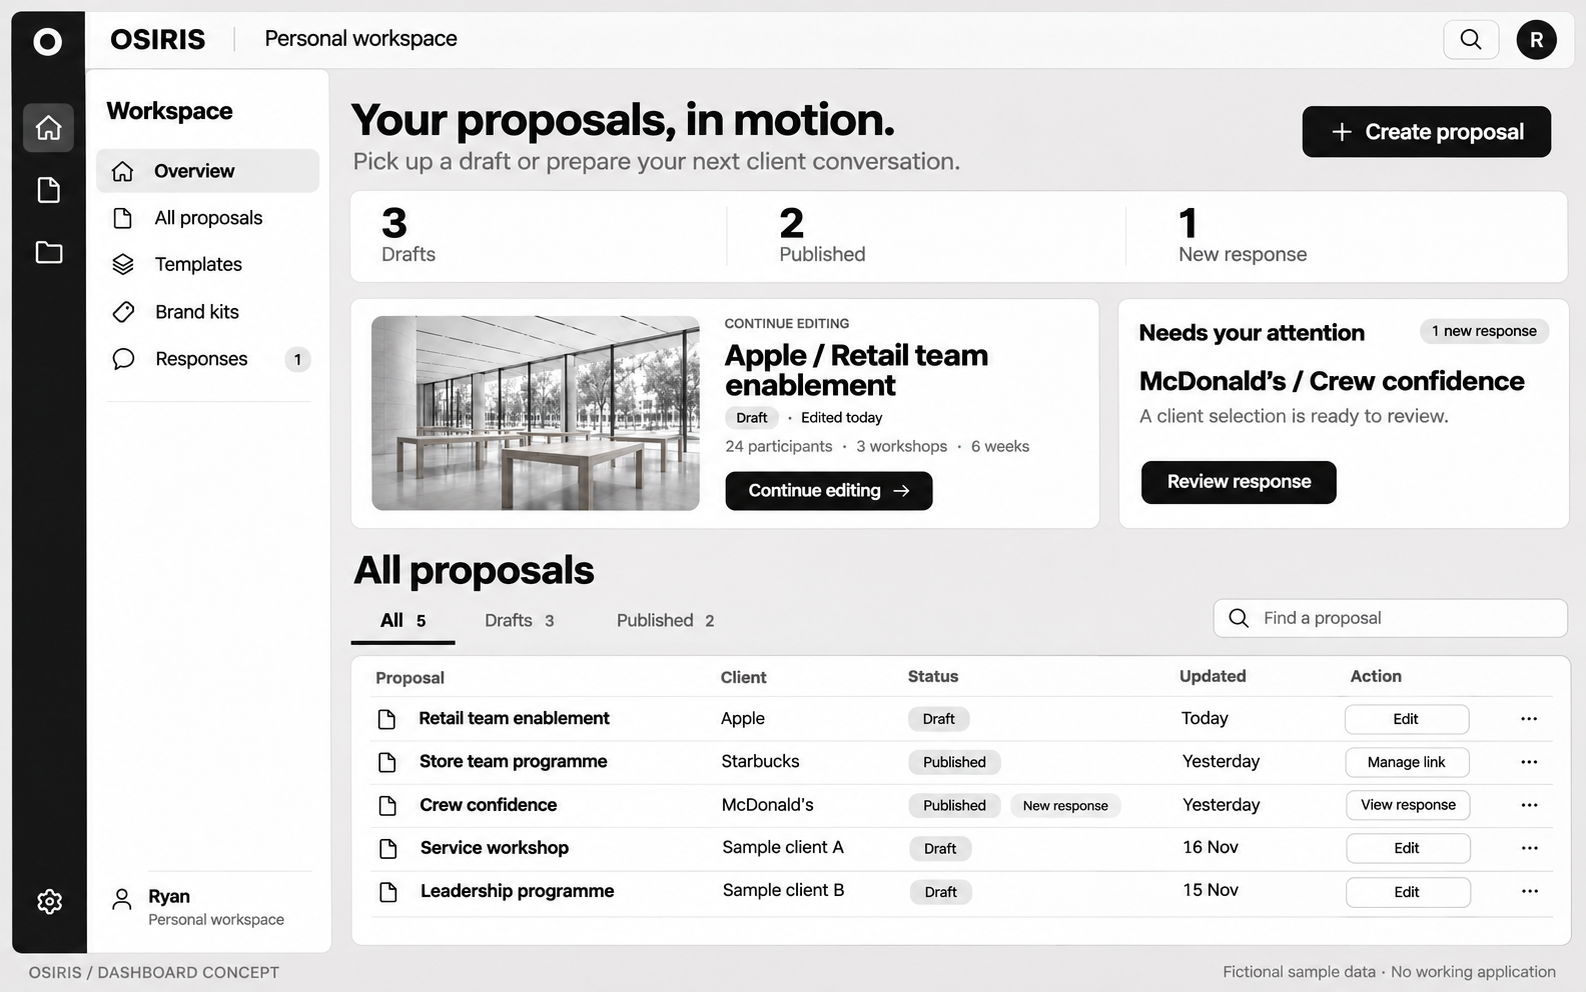 OSIRIS
Personal workspace
R
Workspace
Overview
All proposals
Templates
Brand kits
Responses 1
Ryan
Personal workspace
Your proposals, in motion.
Pick up a draft or prepare your next client conversation.
+ Create proposal
3
Drafts
2
Published
1
New response
CONTINUE EDITING
Apple / Retail team
enablement
Draft · Edited today
24 participants · 3 workshops · 6 weeks
Continue editing →
Needs your attention
1 new response
McDonald’s / Crew confidence
A client selection is ready to review.
Review response
All proposals
All 5 Drafts 3 Published 2
Find a proposal
Proposal Client Status Updated Action
Retail team enablement Apple Draft Today Edit ···
Store team programme Starbucks Published Yesterday Manage link ···
Crew confidence McDonald’s Published New response Yesterday View response ···
Service workshop Sample client A Draft 16 Nov Edit ···
Leadership programme Sample client B Draft 15 Nov Edit ···
OSIRIS / DASHBOARD CONCEPT
Fictional sample data · No working application